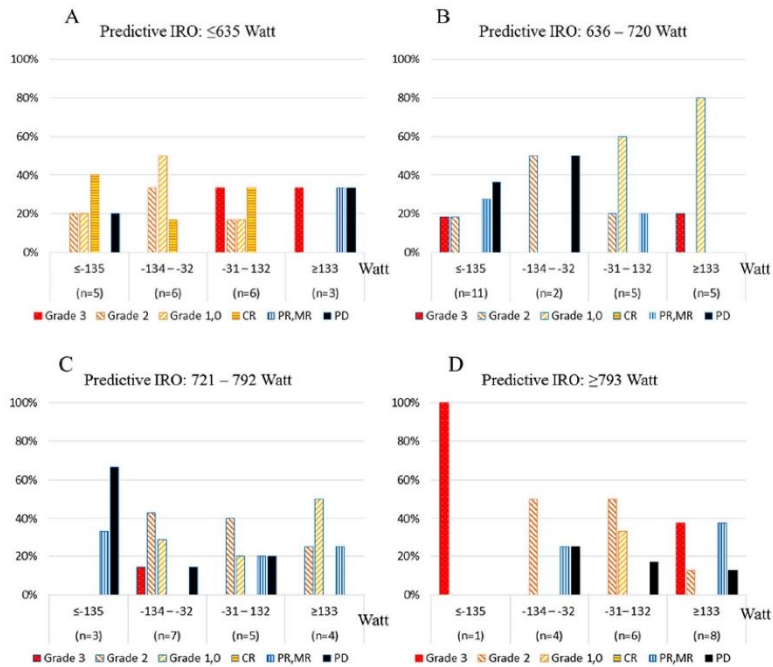 A
Predictive IRO: ≤635 Watt
100%
80%
60%
40%
20%
0%
≤-135 -134 – -32 -31 – 132 ≥133 Watt
(n=5) (n=6) (n=6) (n=3)
Grade 3 Grade 2 Grade 1,0 CR PR,MR PD
B
Predictive IRO: 636 – 720 Watt
100%
80%
60%
40%
20%
0%
≤-135 -134 – -32 -31 – 132 ≥133 Watt
(n=11) (n=2) (n=5) (n=5)
Grade 3 Grade 2 Grade 1,0 CR PR,MR PD
C
Predictive IRO: 721 – 792 Watt
100%
80%
60%
40%
20%
0%
≤-135 -134 – -32 -31 – 132 ≥133 Watt
(n=3) (n=7) (n=5) (n=4)
Grade 3 Grade 2 Grade 1,0 CR PR,MR PD
D
Predictive IRO: ≥793 Watt
100%
80%
60%
40%
20%
0%
≤-135 -134 – -32 -31 – 132 ≥133 Watt
(n=1) (n=4) (n=6) (n=8)
Grade 3 Grade 2 Grade 1,0 CR PR,MR PD